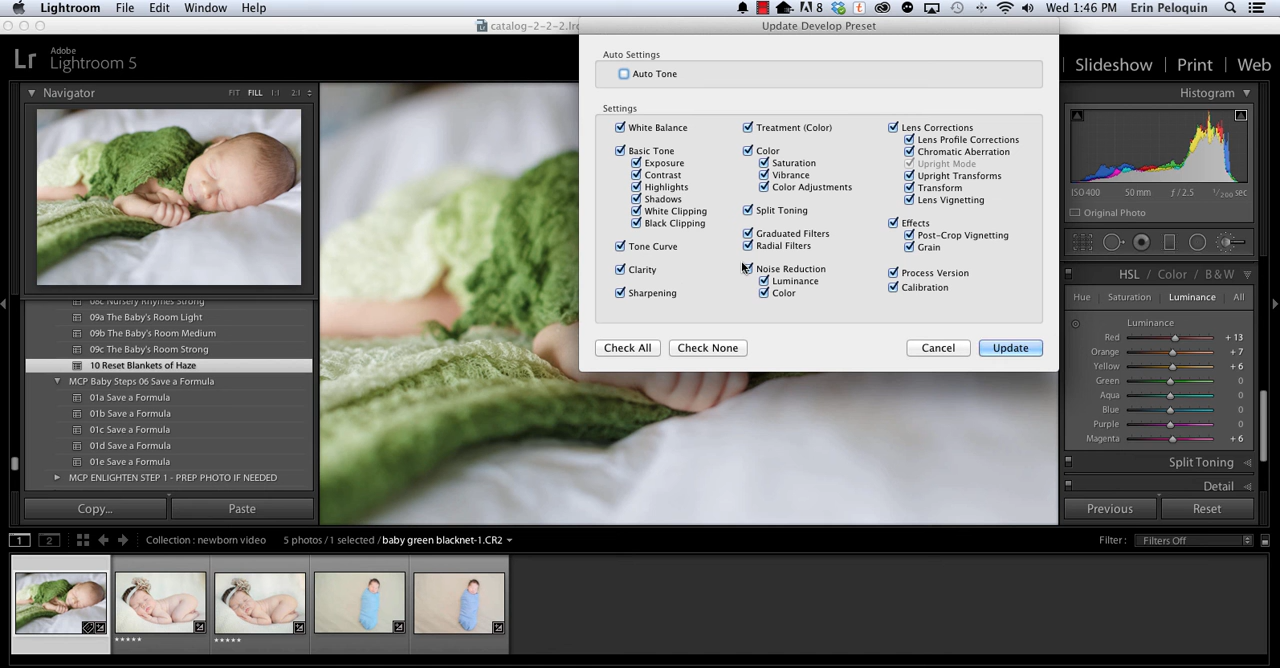 Lightroom File Edit Window Help
8 Wed 1:46 PM Erin Peloquin
catalog-2-2-2.lrc
Update Develop Preset
Lr Adobe
Lightroom 5
Slideshow | Print | Web
Navigator FIT FILL 1:1 2:1
Auto Settings
Auto Tone
Settings
White Balance
Basic Tone
Exposure
Contrast
Highlights
Shadows
White Clipping
Black Clipping
Tone Curve
Clarity
Sharpening
Treatment (Color)
Color
Saturation
Vibrance
Color Adjustments
Split Toning
Graduated Filters
Radial Filters
Noise Reduction
Luminance
Color
Lens Corrections
Lens Profile Corrections
Chromatic Aberration
Upright Mode
Upright Transforms
Transform
Lens Vignetting
Effects
Post-Crop Vignetting
Grain
Process Version
Calibration
Check All Check None Cancel Update
Histogram
ISO 400 50 mm f / 2.5 1/200 sec
Original Photo
HSL / Color / B & W
Hue Saturation Luminance All
Luminance
Red + 13
Orange + 7
Yellow + 6
Green 0
Aqua 0
Blue 0
Purple 0
Magenta + 6
Split Toning
Detail
Previous Reset
08c Nursery Rhymes Strong
09a The Baby's Room Light
09b The Baby's Room Medium
09c The Baby's Room Strong
10 Reset Blankets of Haze
MCP Baby Steps 06 Save a Formula
01a Save a Formula
01b Save a Formula
01c Save a Formula
01d Save a Formula
01e Save a Formula
MCP ENLIGHTEN STEP 1 - PREP PHOTO IF NEEDED
Copy... Paste
1 2 Collection : newborn video 5 photos / 1 selected / baby green blacknet-1.CR2 Filter : Filters Off